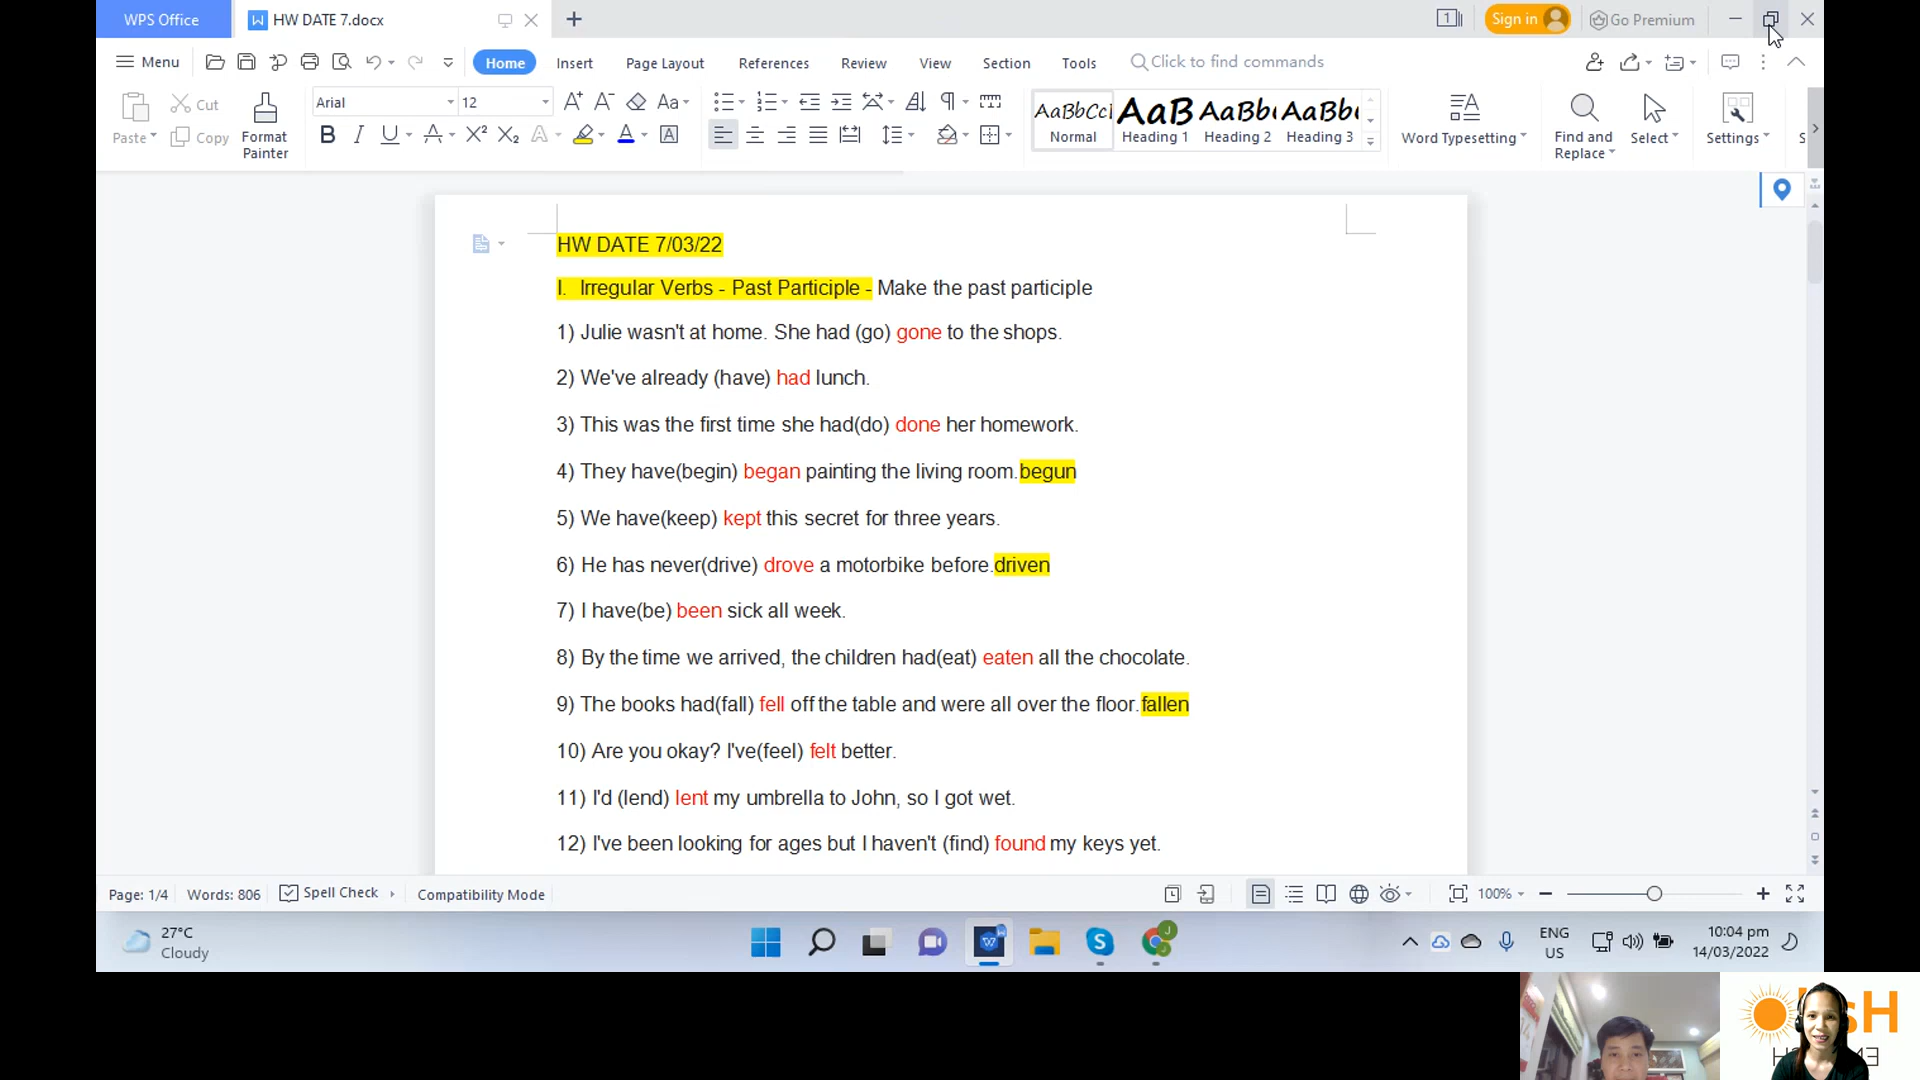 WPS Office
HW DATE 7.docx
1
Sign in
Go Premium
Menu
Home
Insert
Page Layout
References
Review
View
Section
Tools
Click to find commands
Paste
Cut
Copy
Format
Painter
Arial
12
AaBbCcI
Normal
AaB
Heading 1
AaBb(
Heading 2
AaBb(
Heading 3
Word Typesetting
Find and
Replace
Select
Settings
HW DATE 7/03/22
I. Irregular Verbs - Past Participle - Make the past participle
1) Julie wasn't at home. She had (go) gone to the shops.
2) We've already (have) had lunch.
3) This was the first time she had(do) done her homework.
4) They have(begin) began painting the living room.begun
5) We have(keep) kept this secret for three years.
6) He has never(drive) drove a motorbike before.driven
7) I have(be) been sick all week.
8) By the time we arrived, the children had(eat) eaten all the chocolate.
9) The books had(fall) fell off the table and were all over the floor.fallen
10) Are you okay? I've(feel) felt better.
11) I'd (lend) lent my umbrella to John, so I got wet.
12) I've been looking for ages but I haven't (find) found my keys yet.
Page: 1/4
Words: 806
Spell Check
Compatibility Mode
100%
27°C
Cloudy
ENG
US
10:04 pm
14/03/2022